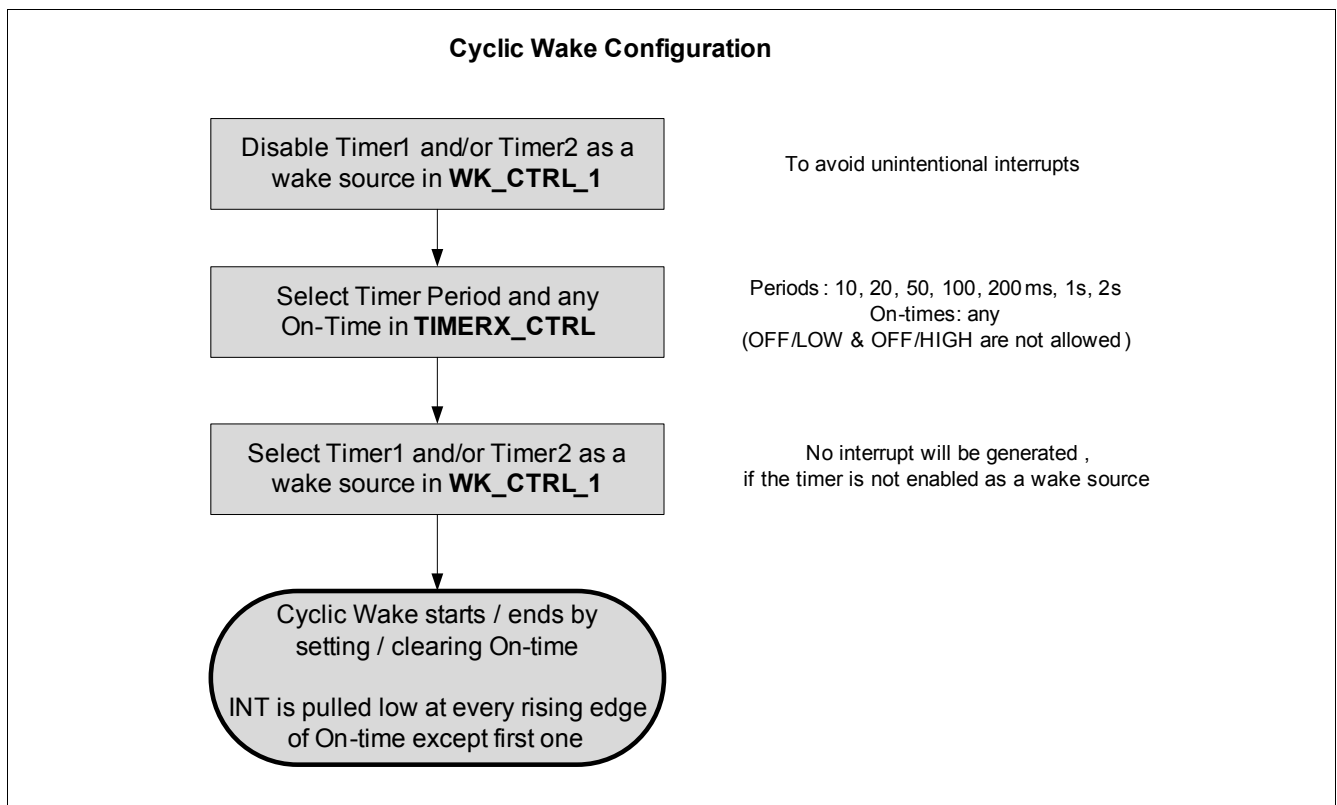 Cyclic Wake Configuration
Disable Timer1 and/or Timer2 as a
wake source in WK_CTRL_1
To avoid unintentional interrupts
Select Timer Period and any
On-Time in TIMERX_CTRL
Periods : 10, 20, 50, 100, 200ms, 1s, 2s
On-times: any
(OFF/LOW & OFF/HIGH are not allowed )
Select Timer1 and/or Timer2 as a
wake source in WK_CTRL_1
No interrupt will be generated ,
if the timer is not enabled as a wake source
Cyclic Wake starts / ends by
setting / clearing On-time
INT is pulled low at every rising edge
of On-time except first one